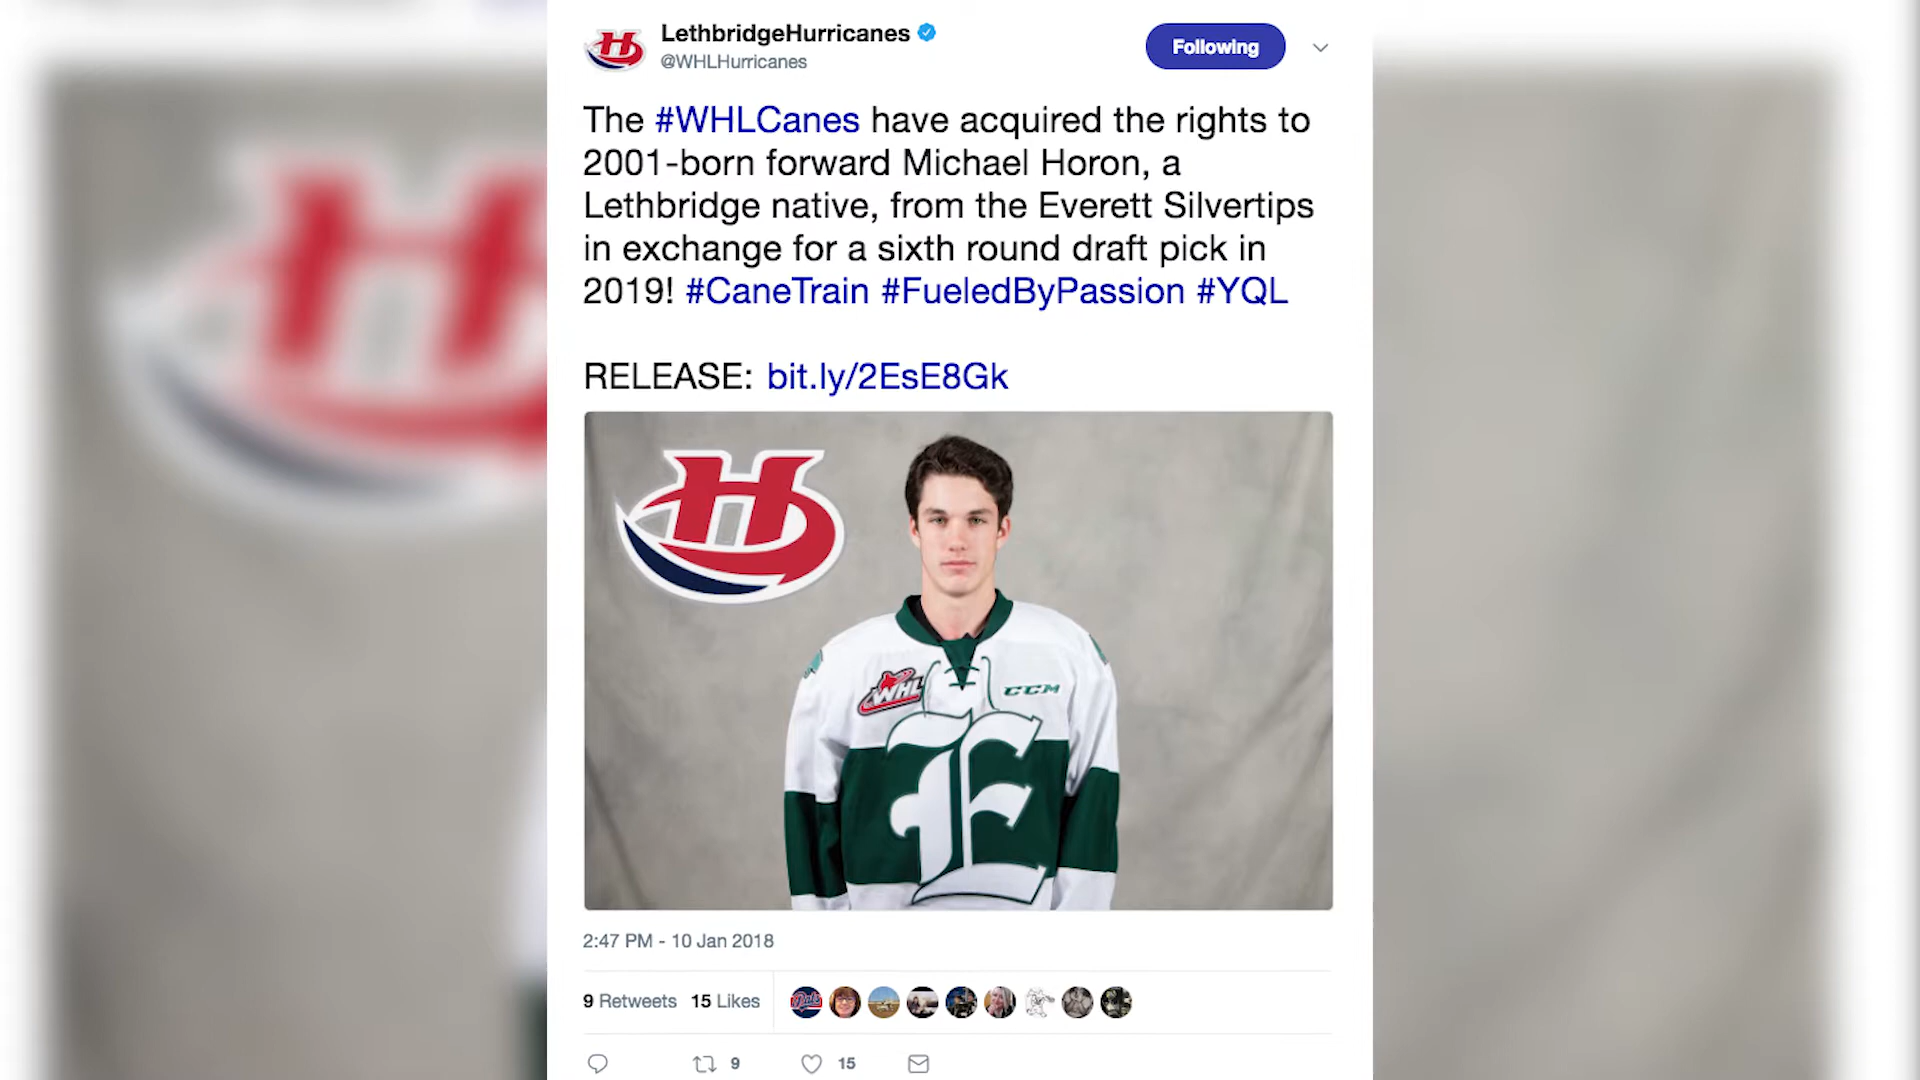 LethbridgeHurricanes
@WHLHurricanes
Following
The #WHLCanes have acquired the rights to
2001-born forward Michael Horon, a
Lethbridge native, from the Everett Silvertips
in exchange for a sixth round draft pick in
2019! #CaneTrain #FueledByPassion #YQL
RELEASE: bit.ly/2EsE8Gk
H
WHL
CCM
E
2:47 PM - 10 Jan 2018
9 Retweets 15 Likes
Pats
9 15